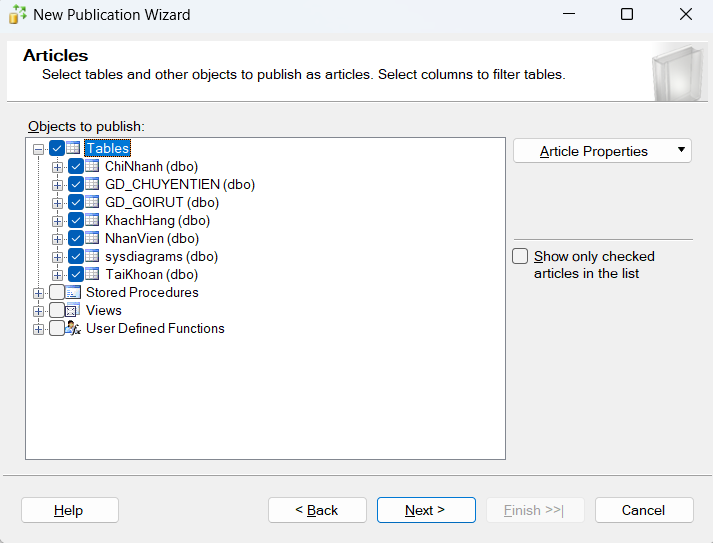 New Publication Wizard
Articles
Select tables and other objects to publish as articles. Select columns to filter tables.
Objects to publish:
Tables
ChiNhanh (dbo)
GD_CHUYENTIEN (dbo)
GD_GOIRUT (dbo)
KhachHang (dbo)
NhanVien (dbo)
sysdiagrams (dbo)
TaiKhoan (dbo)
Stored Procedures
Views
User Defined Functions
Article Properties
Show only checked
articles in the list
Help
< Back
Next >
Finish >>|
Cancel